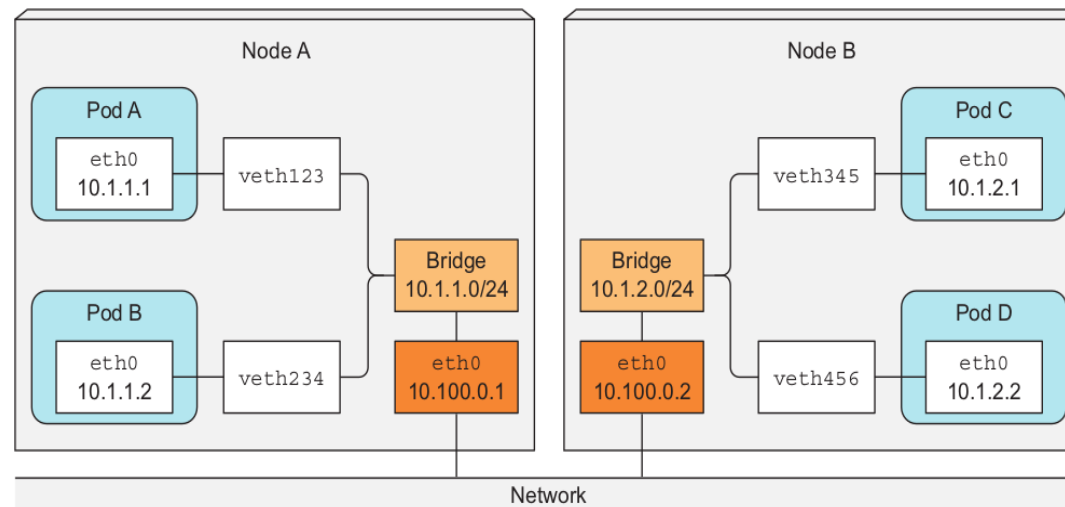 Node A
Pod A
eth0
10.1.1.1
veth123
Bridge
10.1.1.0/24
Pod B
eth0
10.1.1.2
veth234
eth0
10.100.0.1
Node B
Pod C
veth345
eth0
10.1.2.1
Bridge
10.1.2.0/24
Pod D
eth0
10.100.0.2
veth456
eth0
10.1.2.2
Network